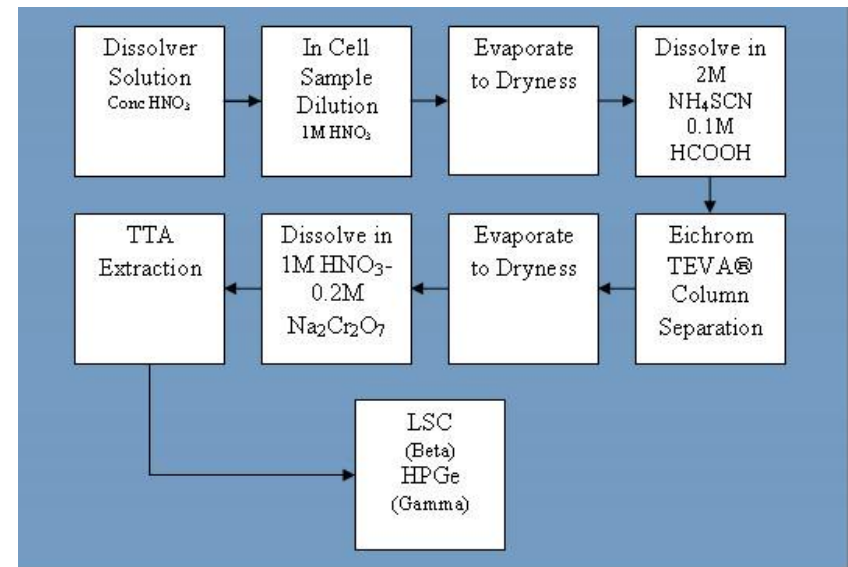 Dissolver
Solution
Conc HNO₃
In Cell
Sample
Dilution
1M HNO₃
Evaporate
to Dryness
Dissolve in
2M
NH₄SCN
0.1M
HCOOH
TTA
Extraction
Dissolve in
1M HNO₃-
0.2M
Na₂Cr₂O₇
Evaporate
to Dryness
Eichrom
TEVA®
Column
Separation
LSC
(Beta)
HPGe
(Gamma)